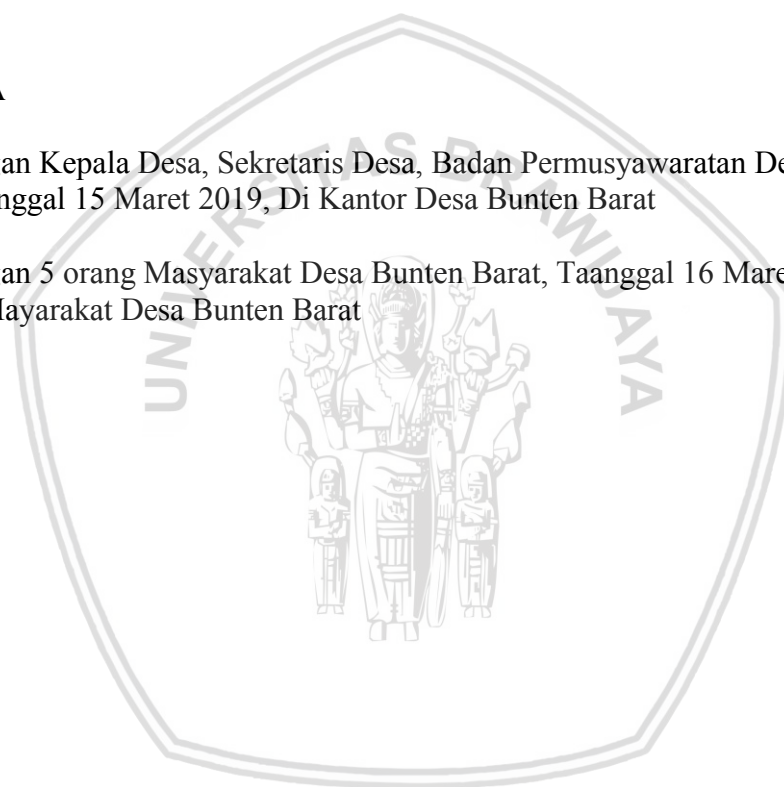 A
an Kepala Desa, Sekretaris Desa, Badan Permusyawaratan De
nggal 15 Maret 2019, Di Kantor Desa Bunten Barat
an 5 orang Masyarakat Desa Bunten Barat, Taanggal 16 Mare
Mayarakat Desa Bunten Barat
UNIVERSITAS BRAWIJAYA